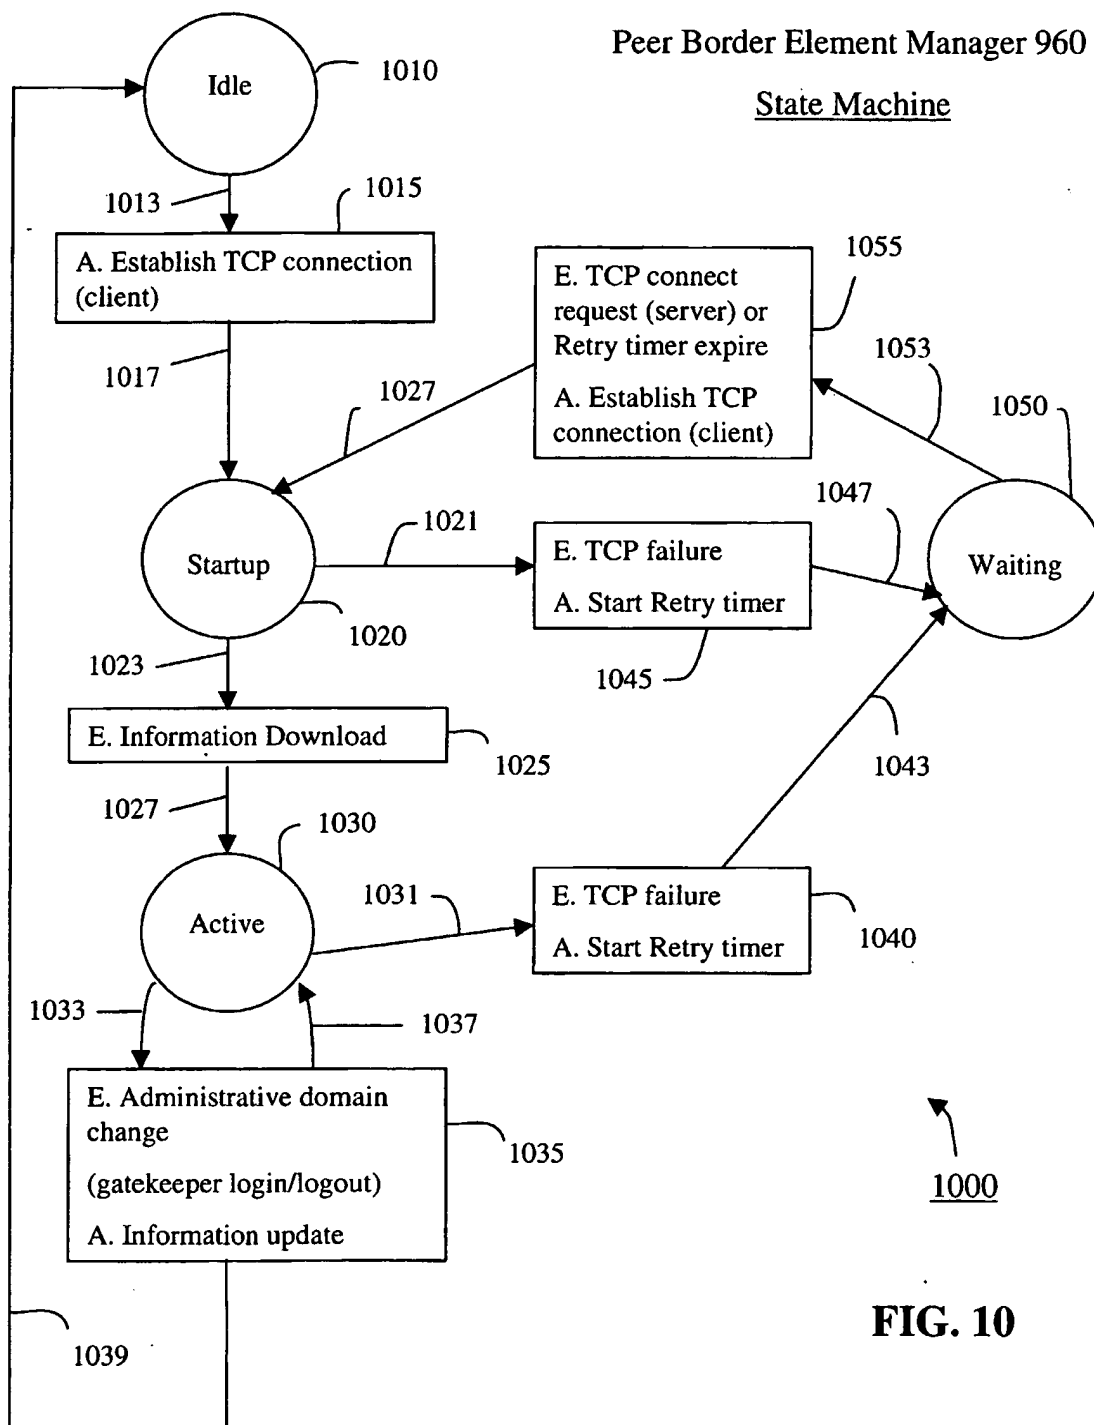 Peer Border Element Manager 960
State Machine
Idle
1010
1013
1015
A. Establish TCP connection
(client)
1017
E. TCP connect
request (server) or
Retry timer expire
A. Establish TCP
connection (client)
1055
1053
1050
1027
Startup
1020
1021
E. TCP failure
A. Start Retry timer
1045
1047
Waiting
1023
E. Information Download
1025
1043
1027
1030
Active
1031
E. TCP failure
A. Start Retry timer
1040
1033
1037
E. Administrative domain
change
(gatekeeper login/logout)
A. Information update
1035
1000
1039
FIG. 10